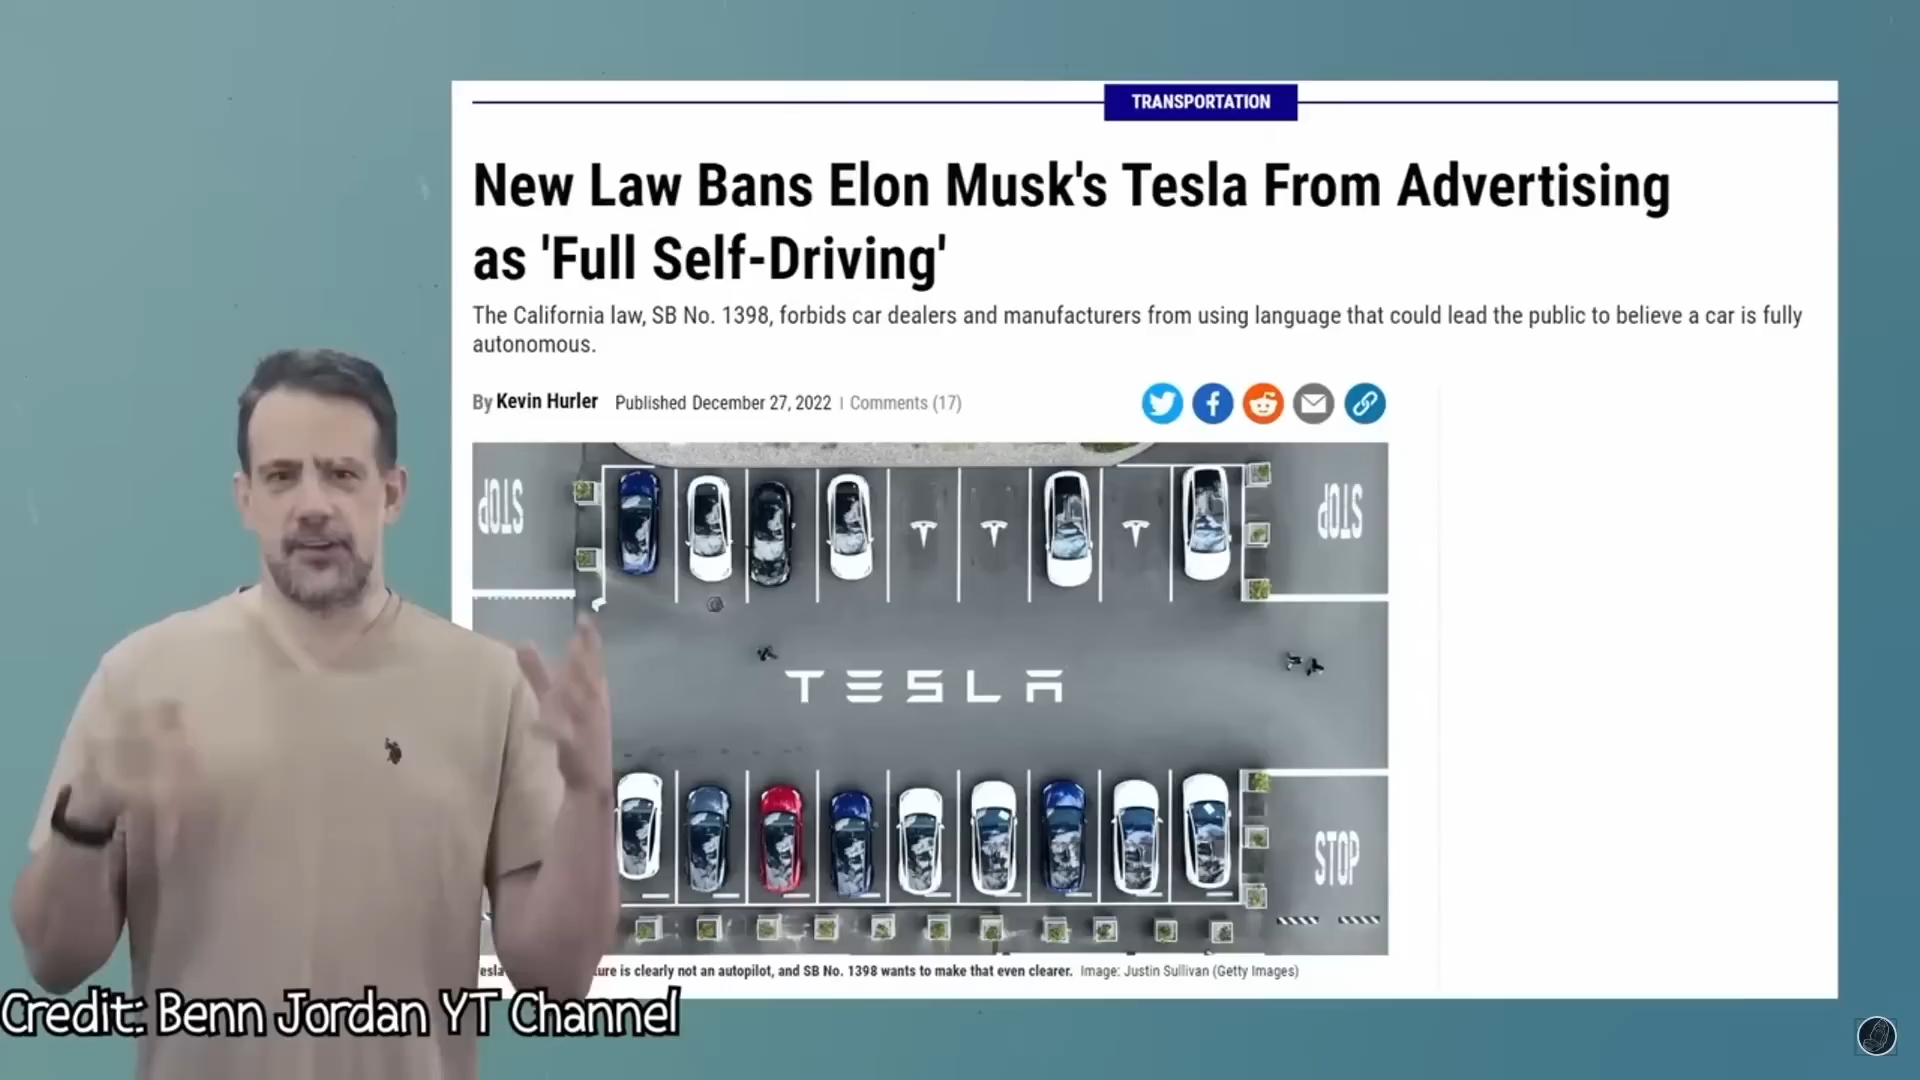 TRANSPORTATION
New Law Bans Elon Musk's Tesla From Advertising
as 'Full Self-Driving'
The California law, SB No. 1398, forbids car dealers and manufacturers from using language that could lead the public to believe a car is fully
autonomous.
By Kevin Hurler Published December 27, 2022 | Comments (17)
STOP
STOP
TESLA
STOP
is clearly not an autopilot, and SB No. 1398 wants to make that even clearer. Image: Justin Sullivan (Getty Images)
Credit: Benn Jordan YT Channel